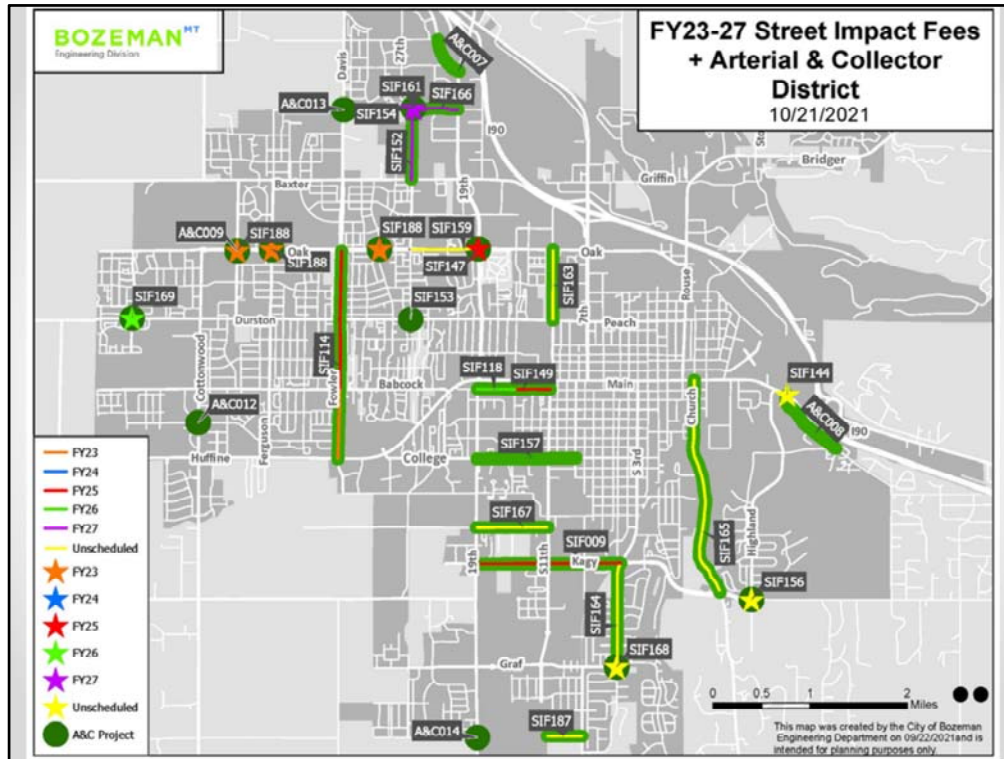 BOZEMAN MT
Engineering Division
FY23-27 Street Impact Fees
+ Arterial & Collector
District
10/21/2021
A&C007
27th
Davis
SIF161
SIF166
A&C013
SIF154
I90
SIF152
Bridger
Griffin
Baxter
19th
A&C009
SIF188
SIF188
SIF159
Oak
SIF188
SIF147
Oak
Rouse
SIF163
SIF169
SIF153
Durston
7th
Peach
SIF114
Cottonwood
SIF118
SIF149
SIF144
Fowler
Babcock
Main
A&C012
Church
A&C008
I90
Huffine
Ferguson
College
SIF157
S 3rd
SIF167
SIF165
Highland
SIF009
19th
S11th
Kagy
SIF156
SIF164
SIF168
Graf
A&C014
SIF187
FY23
FY24
FY25
FY26
FY27
Unscheduled
FY23
FY24
FY25
FY26
FY27
Unscheduled
A&C Project
0 0.5 1 2
Miles
This map was created by the City of Bozeman
Engineering Department on 09/22/2021and is
intended for planning purposes only.